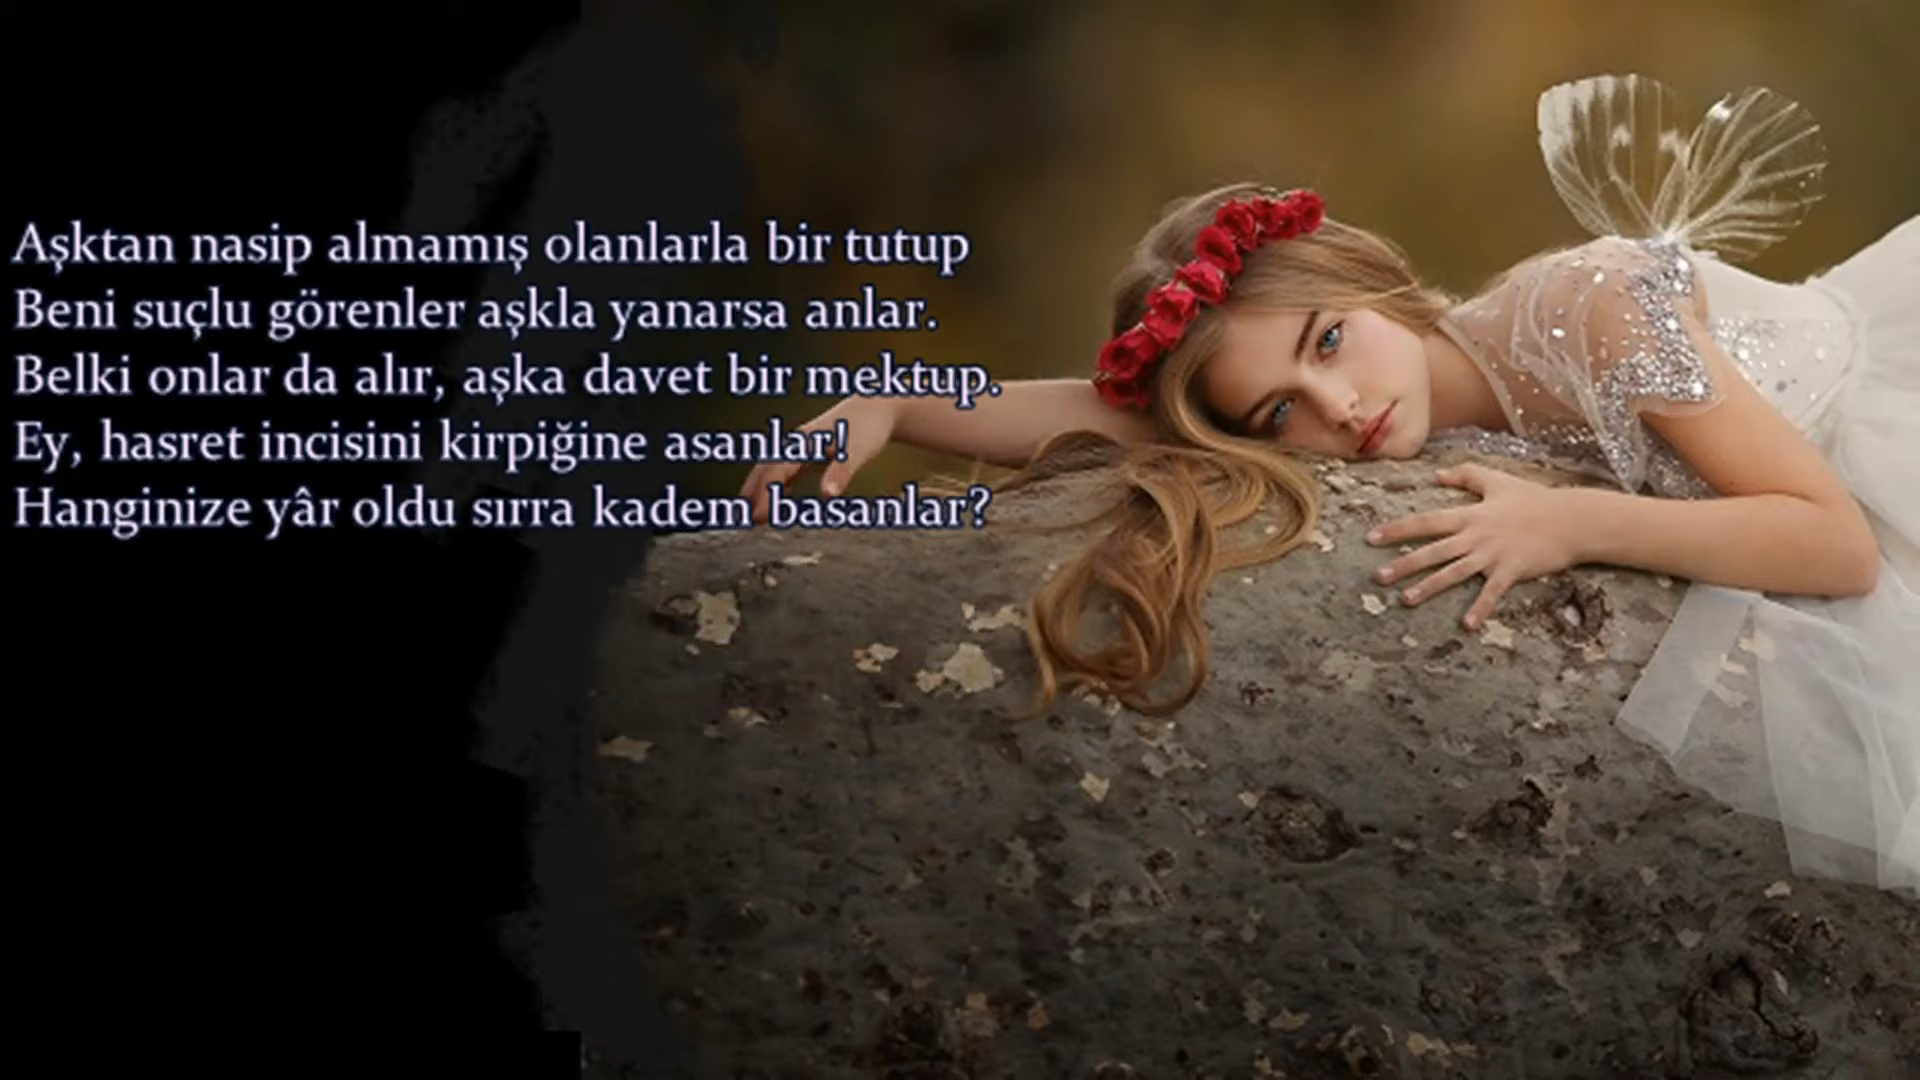 Aşktan nasip almamış olanlarla bir tutup
Beni suçlu görenler aşkla yanarsa anlar.
Belki onlar da alır, aşka davet bir mektup.
Ey, hasret incisini kirpiğine asanlar!
Hanginize yâr oldu sırra kadem basanlar?